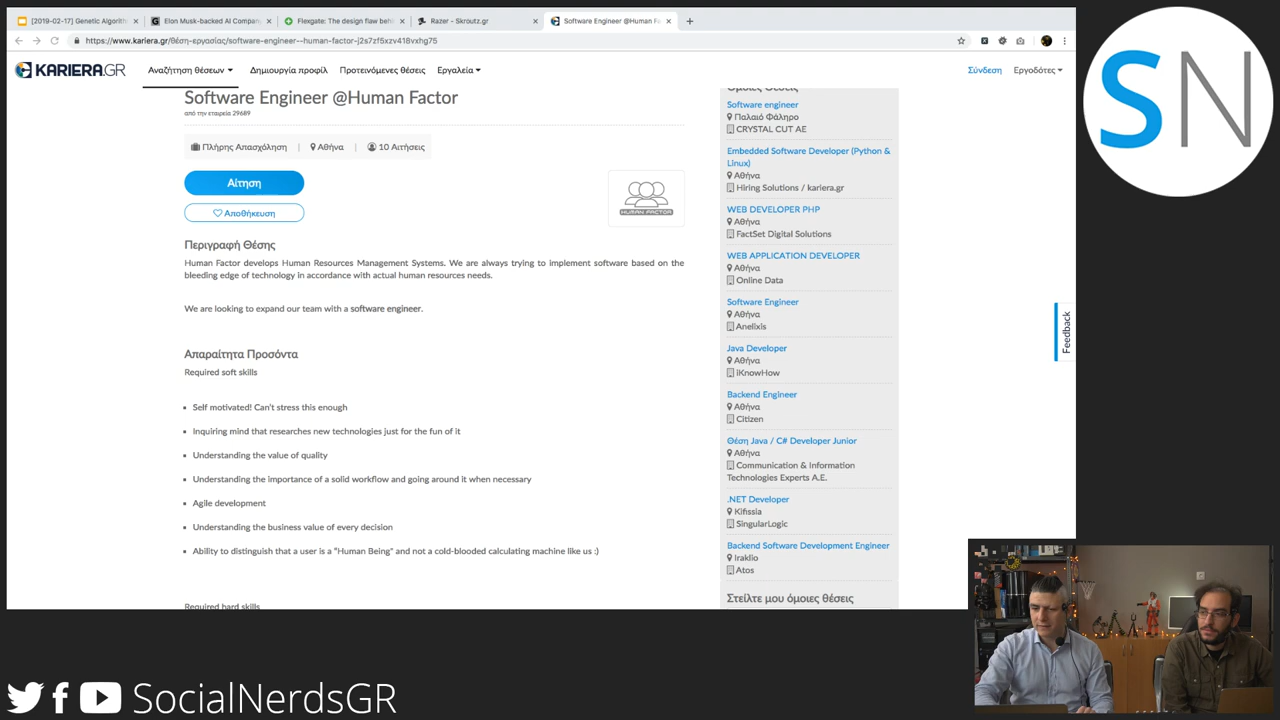 [2019-02-17] Genetic Algorith
Elon Musk-backed AI Company
Flexgate: The design flaw behi
Razer - Skroutz.gr
Software Engineer @Human Fa
https://www.kariera.gr/θέση-εργασίας/software-engineer--human-factor-j2s7zf5xzv418vxhg75
KARIERA.GR
Αναζήτηση θέσεων
Δημιουργία προφίλ
Προτεινόμενες θέσεις
Εργαλεία
Σύνδεση
Εργοδότες
Software Engineer @Human Factor
από την εταιρεία 29689
Πλήρης Απασχόληση
Αθήνα
10 Αιτήσεις
Αίτηση
Αποθήκευση
HUMAN FACTOR
Περιγραφή Θέσης
Human Factor develops Human Resources Management Systems. We are always trying to implement software based on the
bleeding edge of technology in accordance with actual human resources needs.
We are looking to expand our team with a software engineer.
Απαραίτητα Προσόντα
Required soft skills
Self motivated! Can't stress this enough
Inquiring mind that researches new technologies just for the fun of it
Understanding the value of quality
Understanding the importance of a solid workflow and going around it when necessary
Agile development
Understanding the business value of every decision
Ability to distinguish that a user is a "Human Being" and not a cold-blooded calculating machine like us :)
Required hard skills
Όμοιες Θέσεις
Software engineer
Παλαιό Φάληρο
CRYSTAL CUT AE
Embedded Software Developer (Python &
Linux)
Αθήνα
Hiring Solutions / kariera.gr
WEB DEVELOPER PHP
Αθήνα
FactSet Digital Solutions
WEB APPLICATION DEVELOPER
Αθήνα
Online Data
Software Engineer
Αθήνα
Anelixis
Java Developer
Αθήνα
iKnowHow
Backend Engineer
Αθήνα
Citizen
Θέση Java / C# Developer Junior
Αθήνα
Communication & Information
Technologies Experts A.E.
.NET Developer
Kifissia
SingularLogic
Backend Software Development Engineer
Iraklio
Atos
Στείλτε μου όμοιες θέσεις
Feedback
SN
SocialNerdsGR